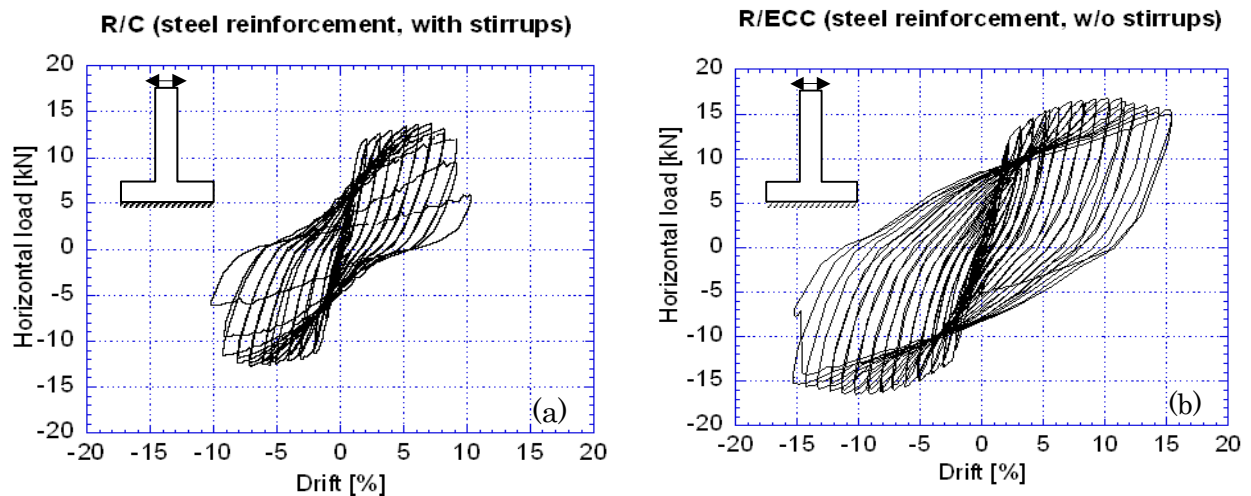 R/C (steel reinforcement, with stirrups)
20
15
10
5
0
-5
-10
-15
-20
Horizontal load [kN]
(a)
-20 -15 -10 -5 0 5 10 15 20
Drift [%]
R/ECC (steel reinforcement, w/o stirrups)
20
15
10
5
0
-5
-10
-15
-20
Horizontal load [kN]
(b)
-20 -15 -10 -5 0 5 10 15 20
Drift [%]